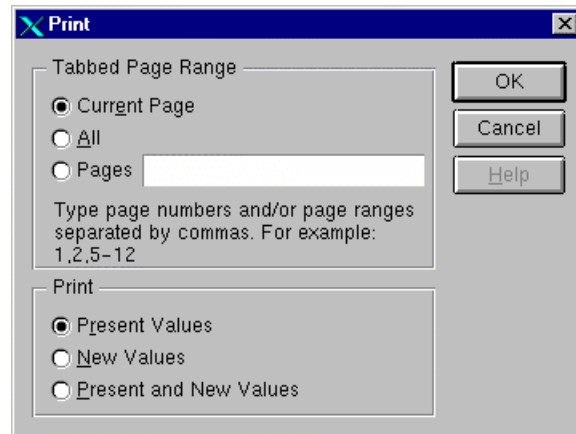 Print
Tabbed Page Range
Current Page
All
Pages
Type page numbers and/or page ranges
separated by commas. For example:
1,2,5-12
Print
Present Values
New Values
Present and New Values
OK
Cancel
Help